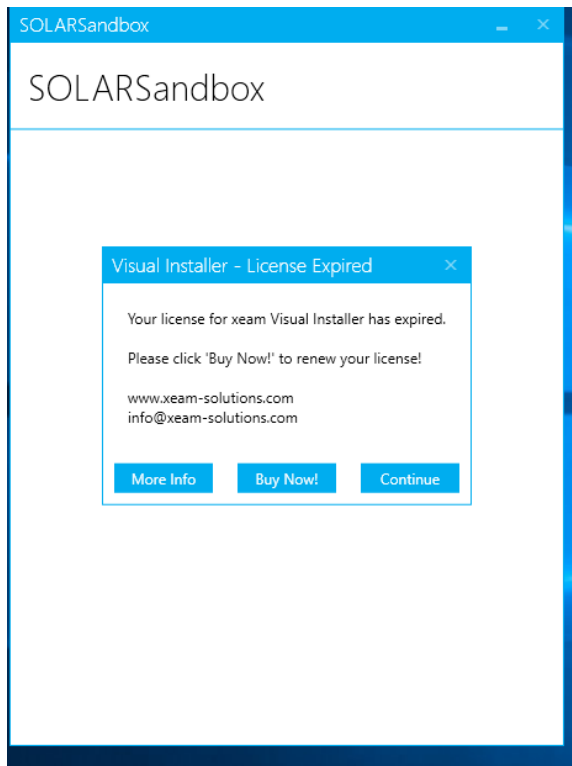 SOLARSandbox
SOLARSandbox
Visual Installer - License Expired
Your license for xeam Visual Installer has expired.
Please click 'Buy Now!' to renew your license!
www.xeam-solutions.com
info@xeam-solutions.com
More Info Buy Now! Continue